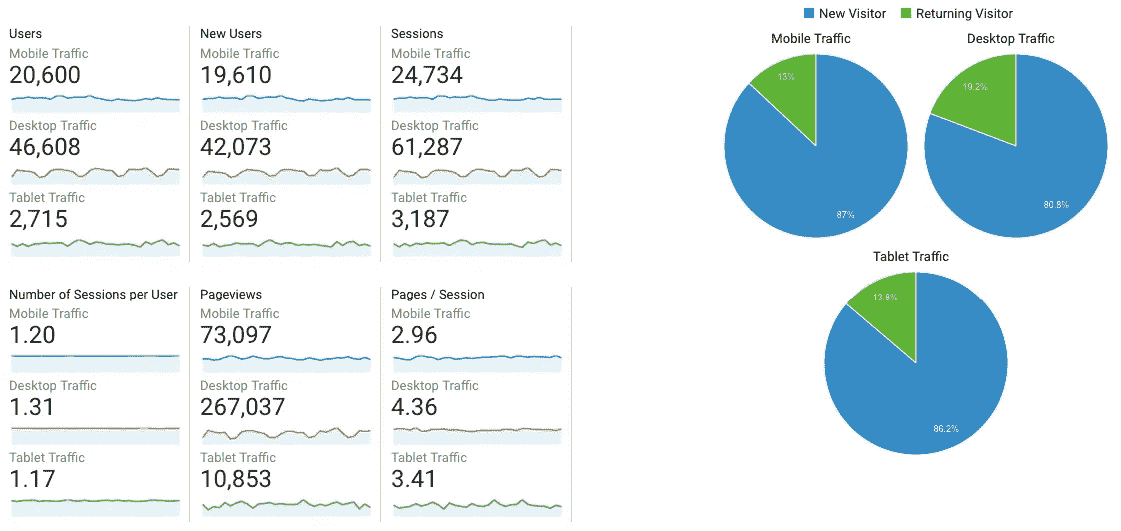 Users
Mobile Traffic
20,600
Desktop Traffic
46,608
Tablet Traffic
2,715
New Users
Mobile Traffic
19,610
Desktop Traffic
42,073
Tablet Traffic
2,569
Sessions
Mobile Traffic
24,734
Desktop Traffic
61,287
Tablet Traffic
3,187
Number of Sessions per User
Mobile Traffic
1.20
Desktop Traffic
1.31
Tablet Traffic
1.17
Pageviews
Mobile Traffic
73,097
Desktop Traffic
267,037
Tablet Traffic
10,853
Pages / Session
Mobile Traffic
2.96
Desktop Traffic
4.36
Tablet Traffic
3.41
New Visitor
Returning Visitor
Mobile Traffic
13%
87%
Desktop Traffic
19.2%
80.8%
Tablet Traffic
13.8%
86.2%